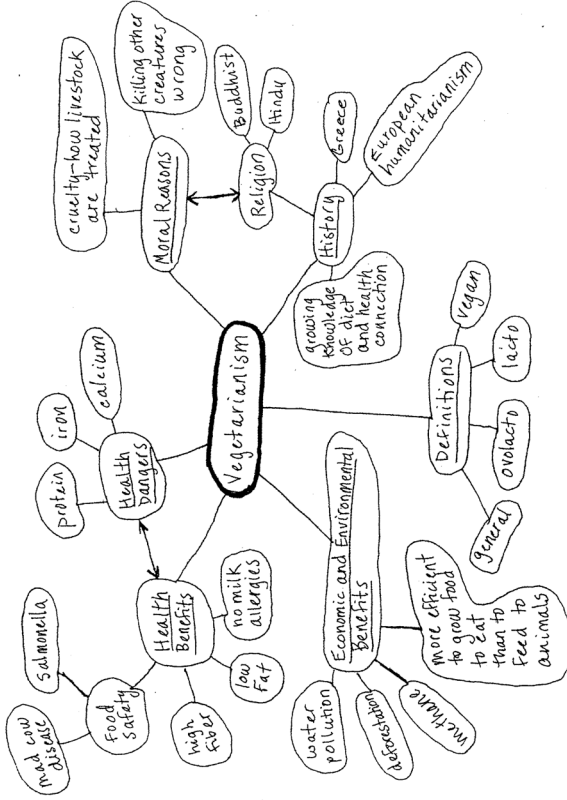 Vegetarianism
Health
Dangers
protein
iron
calcium
Health
Benefits
Food
Safety
mad cow
disease
Salmonella
high
Fiber
low
Fat
no milk
allergies
Moral Reasons
cruelty-how livestock
are treated
Killing other
creatures
wrong
Religion
Buddhist
Hindu
History
Greece
European
humanitarianism
growing
knowledge
OF diet
and health
connection
Definitions
vegan
lacto
ovolacto
general
Economic and Environmental
Benefits
water
pollution
deforestation
methane
more efficient
to grow food
to eat
than to
Feed to
animals